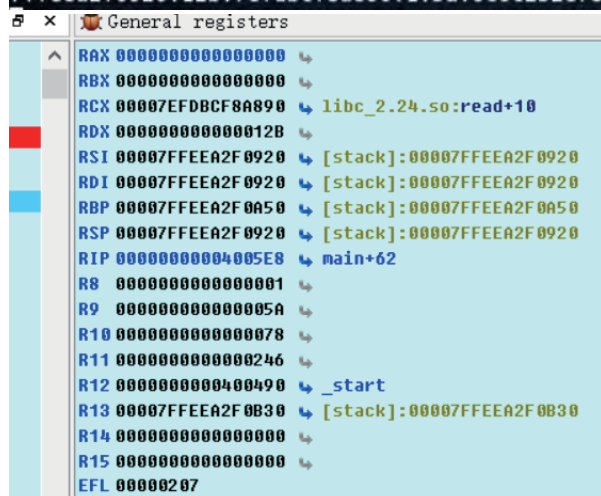 General registers
RAX 0000000000000000
RBX 0000000000000000
RCX 00007EFDBCF8A890 libc_2.24.so:read+10
RDX 000000000000012B
RSI 00007FFEEA2F0920 [stack]:00007FFEEA2F0920
RDI 00007FFEEA2F0920 [stack]:00007FFEEA2F0920
RBP 00007FFEEA2F0A50 [stack]:00007FFEEA2F0A50
RSP 00007FFEEA2F0920 [stack]:00007FFEEA2F0920
RIP 00000000004005E8 main+62
R8 0000000000000001
R9 000000000000005A
R10 0000000000000078
R11 0000000000000246
R12 0000000000400490 _start
R13 00007FFEEA2F0B30 [stack]:00007FFEEA2F0B30
R14 0000000000000000
R15 0000000000000000
EFL 00000207